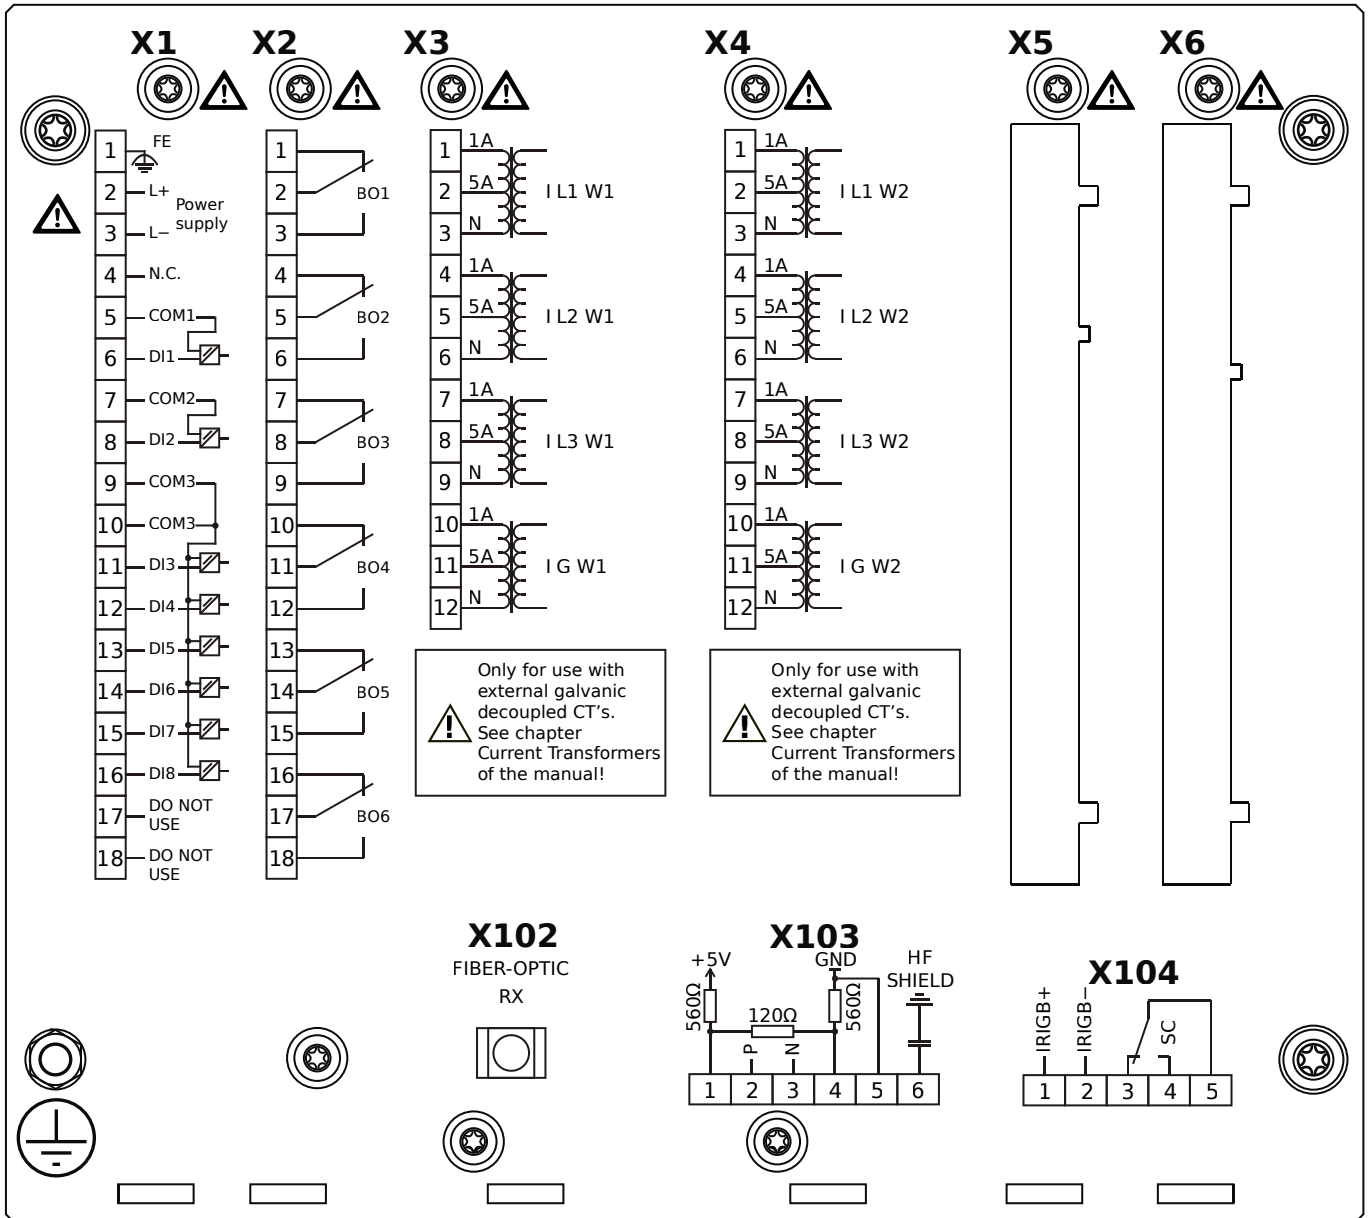 X1 X2 X3 X4 X5 X6
1 FE
2 L+
Power
supply
3 L−
4 N.C.
5 COM1
6 DI1
7 COM2
8 DI2
9 COM3
10 COM3
11 DI3
12 DI4
13 DI5
14 DI6
15 DI7
16 DI8
17 DO NOT
USE
18 DO NOT
USE
1
2 BO1
3
4
5 BO2
6
7
8 BO3
9
10
11 BO4
12
13
14 BO5
15
16
17 BO6
18
1 1A
2 5A I L1 W1
3 N
4 1A
5 5A I L2 W1
6 N
7 1A
8 5A I L3 W1
9 N
10 1A
11 5A I G W1
12 N
Only for use with
external galvanic
decoupled CT's.
See chapter
Current Transformers
of the manual!
1 1A
2 5A I L1 W2
3 N
4 1A
5 5A I L2 W2
6 N
7 1A
8 5A I L3 W2
9 N
10 1A
11 5A I G W2
12 N
Only for use with
external galvanic
decoupled CT's.
See chapter
Current Transformers
of the manual!
X102
FIBER-OPTIC
RX
X103
+5V GND HF
SHIELD
560Ω 120Ω 560Ω
P N
1 2 3 4 5 6
X104
IRIGB+ IRIGB− SC
1 2 3 4 5